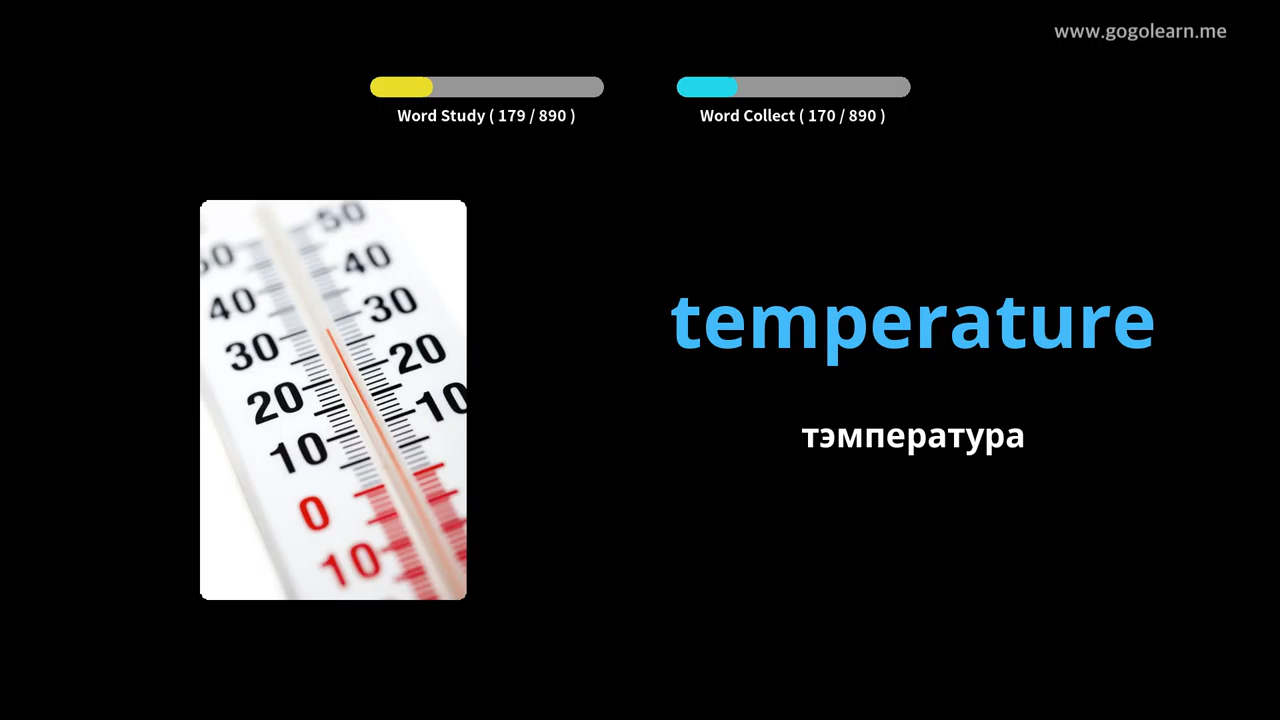 www.gogolearn.me
Word Study ( 179 / 890 )
Word Collect ( 170 / 890 )
50
40
40
30
30
20
20
10
10
0
10
temperature
тэмпература